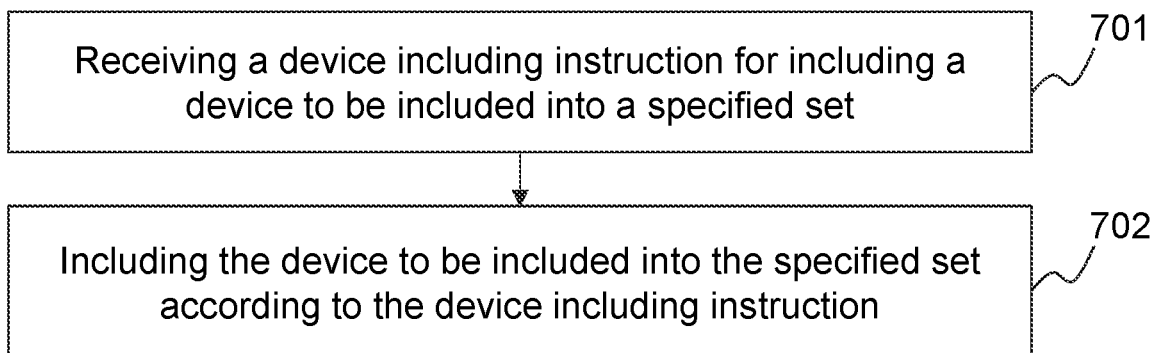 Receiving a device including instruction for including a
device to be included into a specified set
701
Including the device to be included into the specified set
according to the device including instruction
702